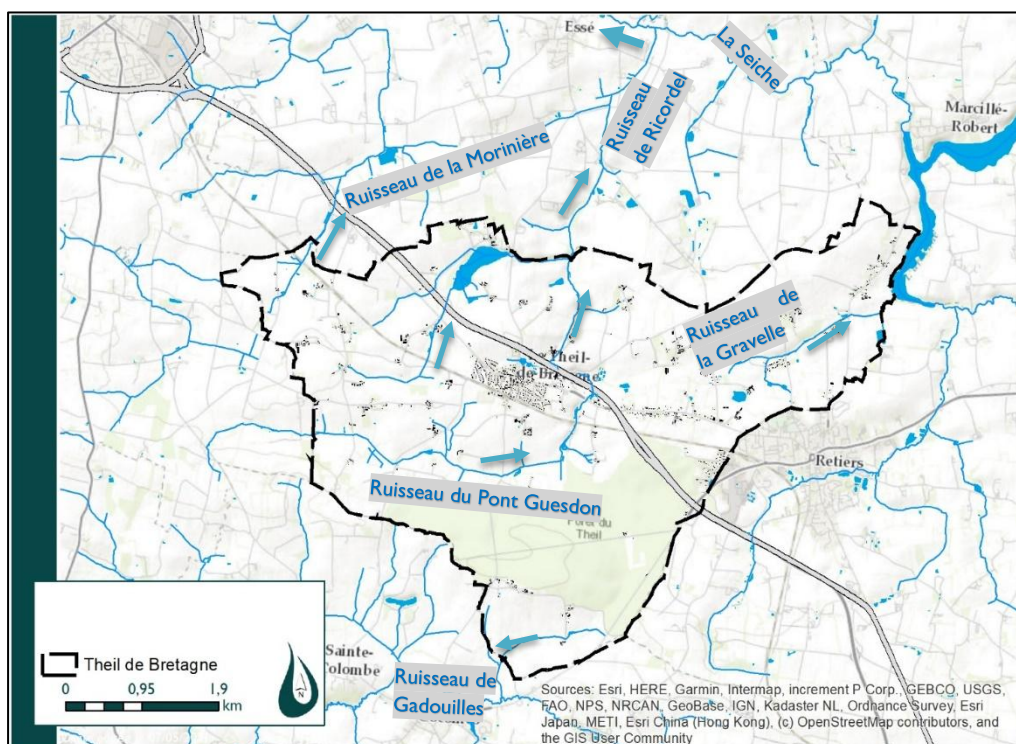 Essé
La Seiche
Ruisseau
de Ricordel
Marcillé-
Robert
Ruisseau de la Morinière
Ruisseau de
la Gravelle
Theil-
de-Bretagne
Retiers
Ruisseau du Pont Guesdon
Forêt du
Theil
Sainte-
Colombe
Ruisseau de
Gadouilles
Theil de Bretagne
0 0,95 1,9
km
N
Sources: Esri, HERE, Garmin, Intermap, increment P Corp., GEBCO, USGS,
FAO, NPS, NRCAN, GeoBase, IGN, Kadaster NL, Ordnance Survey, Esri
Japan, METI, Esri China (Hong Kong), (c) OpenStreetMap contributors, and
the GIS User Community